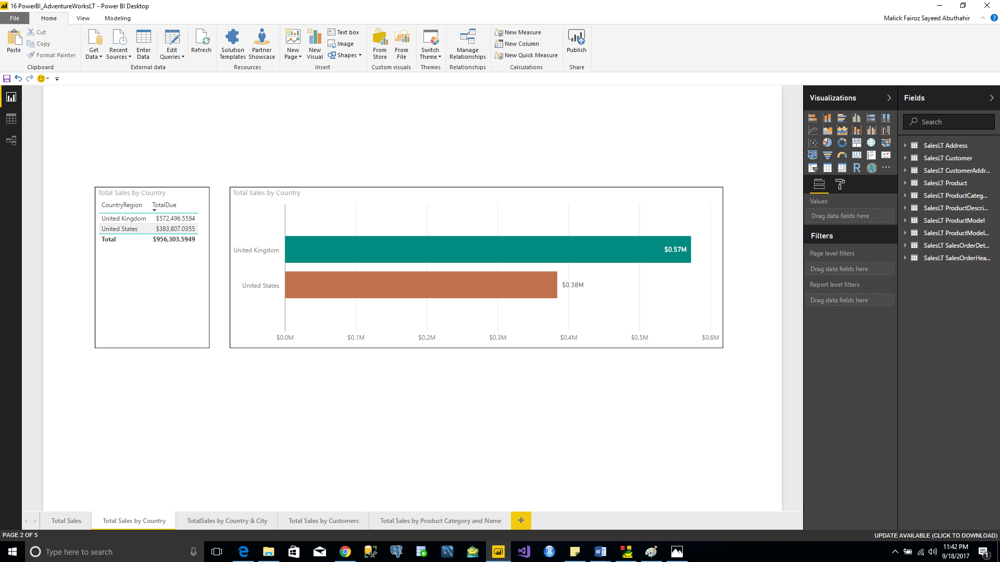 16 PowerBI_AdventureWorksLT - Power BI Desktop
File
Home
View
Modeling
Malick Fairoz Sayeed Abuthahir
?
Paste
Cut
Copy
Format Painter
Clipboard
Get Data
Recent Sources
Enter Data
Edit Queries
Refresh
External data
Solution Templates
Partner Showcase
Resources
New Page
New Visual
Text box
Image
Shapes
Insert
From Store
From File
Custom visuals
Switch Theme
Themes
Manage Relationships
Relationships
New Measure
New Column
New Quick Measure
Calculations
Publish
Share
Total Sales by Country
CountryRegion TotalDue
United Kingdom $572,496.5594
United States $383,807.0355
Total $956,303.5949
Total Sales by Country
United Kingdom $0.57M
United States $0.38M
$0.0M $0.1M $0.2M $0.3M $0.4M $0.5M $0.6M
Visualizations
123
R
Values
Drag data fields here
Filters
Page level filters
Drag data fields here
Report level filters
Drag data fields here
Fields
Search
SalesLT Address
SalesLT Customer
SalesLT CustomerAddr...
SalesLT Product
SalesLT ProductCateg...
SalesLT ProductDescri...
SalesLT ProductModel
SalesLT ProductModel...
SalesLT SalesOrderDet...
SalesLT SalesOrderHea...
Total Sales
Total Sales by Country
TotalSales by Country & City
Total Sales by Customers
Total Sales by Product Category and Name
+
PAGE 2 OF 5
UPDATE AVAILABLE (CLICK TO DOWNLOAD)
Type here to search
11:42 PM
9/18/2017
1